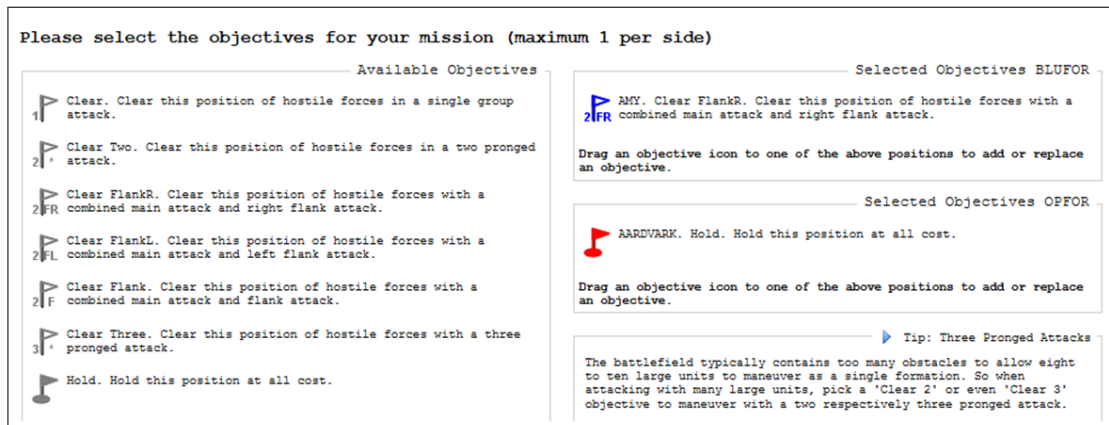 Please select the objectives for your mission (maximum 1 per side)
Available Objectives
1 Clear. Clear this position of hostile forces in a single group
attack.
2 * Clear Two. Clear this position of hostile forces in a two pronged
attack.
2 FR Clear FlankR. Clear this position of hostile forces with a
combined main attack and right flank attack.
2 FL Clear FlankL. Clear this position of hostile forces with a
combined main attack and left flank attack.
2 F Clear Flank. Clear this position of hostile forces with a
combined main attack and flank attack.
3 * Clear Three. Clear this position of hostile forces with a three
pronged attack.
Hold. Hold this position at all cost.
Selected Objectives BLUFOR
2 FR AMY. Clear FlankR. Clear this position of hostile forces with a
combined main attack and right flank attack.
Drag an objective icon to one of the above positions to add or replace
an objective.
Selected Objectives OPFOR
AARDVARK. Hold. Hold this position at all cost.
Drag an objective icon to one of the above positions to add or replace
an objective.
Tip: Three Pronged Attacks
The battlefield typically contains too many obstacles to allow eight
to ten large units to maneuver as a single formation. So when
attacking with many large units, pick a 'Clear 2' or even 'Clear 3'
objective to maneuver with a two respectively three pronged attack.